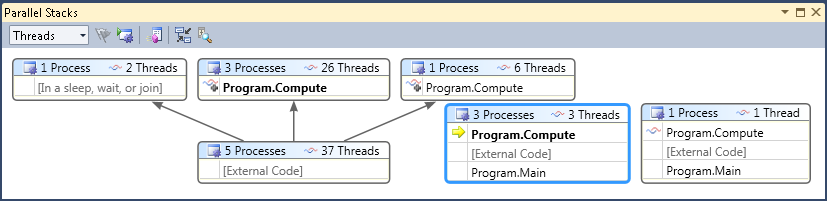 Parallel Stacks
Threads
1 Process 2 Threads
[In a sleep, wait, or join]
3 Processes 26 Threads
Program.Compute
1 Process 6 Threads
Program.Compute
5 Processes 37 Threads
[External Code]
3 Processes 3 Threads
Program.Compute
[External Code]
Program.Main
1 Process 1 Thread
Program.Compute
[External Code]
Program.Main